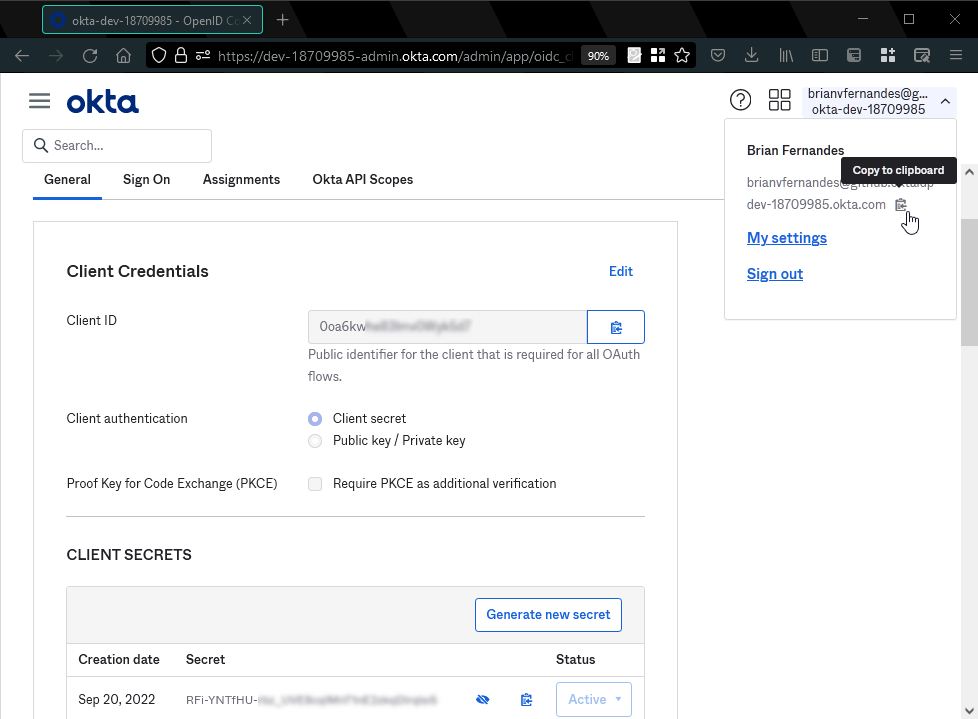 okta-dev-18709985 - OpenID Co
https://dev-18709985-admin.okta.com/admin/app/oidc_c
90%
okta
brianvfernandes@g...
okta-dev-18709985
Search...
Brian Fernandes
Copy to clipboard
brianvfernandes@github.oktaidp
dev-18709985.okta.com
My settings
Sign out
General
Sign On
Assignments
Okta API Scopes
Client Credentials
Edit
Client ID
0oa6kw
Public identifier for the client that is required for all OAuth
flows.
Client authentication
Client secret
Public key / Private key
Proof Key for Code Exchange (PKCE)
Require PKCE as additional verification
CLIENT SECRETS
Generate new secret
Creation date
Secret
Status
Sep 20, 2022
RFi-YNTfHU-
Active